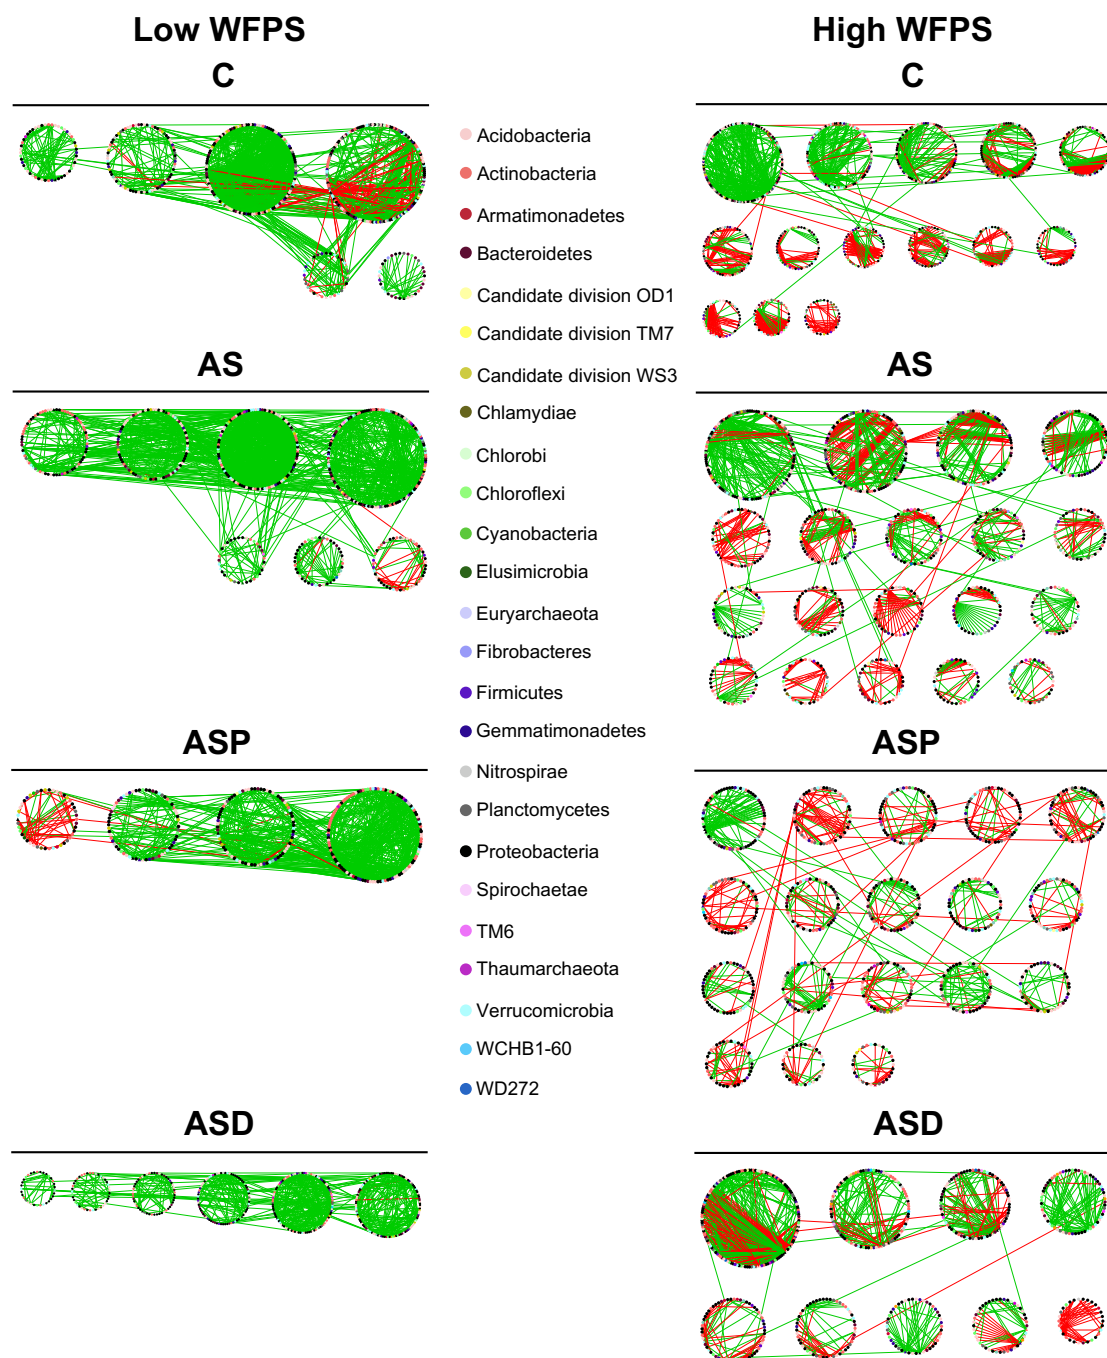 Low WFPS
High WFPS
C
C
Acidobacteria
Actinobacteria
Armatimonadetes
Bacteroidetes
Candidate division OD1
Candidate division TM7
Candidate division WS3
Chlamydiae
Chlorobi
Chloroflexi
Cyanobacteria
Elusimicrobia
Euryarchaeota
Fibrobacteres
Firmicutes
Gemmatimonadetes
Nitrospirae
Planctomycetes
Proteobacteria
Spirochaetae
TM6
Thaumarchaeota
Verrucomicrobia
WCHB1-60
WD272
AS
AS
ASP
ASP
ASD
ASD